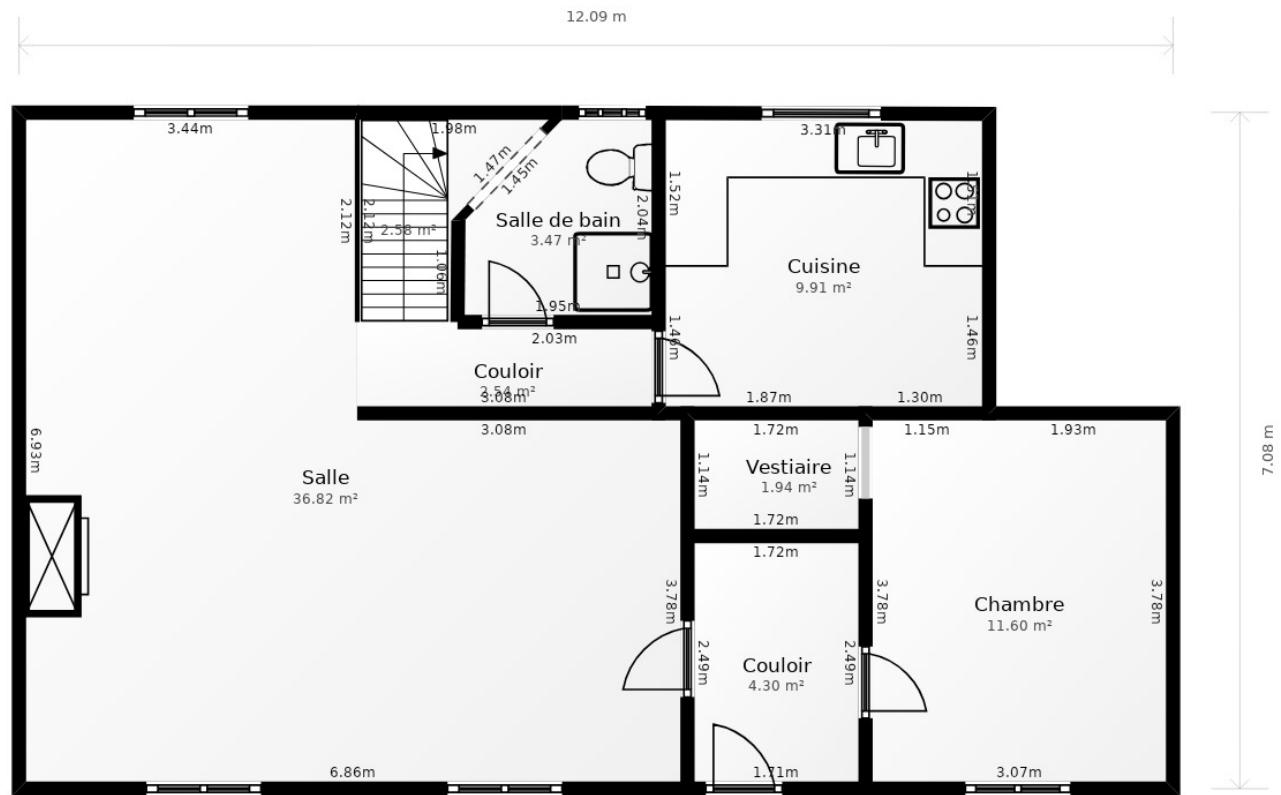 12.09 m
3.44m
1.98m
3.31m
1.47m
1.45m
1.52m
2.12m
2.12m
2.04m
2.58 m²
Salle de bain
3.47 m²
1.06m
Cuisine
9.91 m²
1.95m
2.03m
1.46m
1.46m
Couloir
2.54 m²
3.08m
1.87m
1.30m
3.08m
1.72m
1.15m
1.93m
6.93m
7.08 m
1.14m
Vestiaire
1.94 m²
1.14m
Salle
36.82 m²
1.72m
1.72m
3.78m
3.78m
3.78m
Chambre
11.60 m²
2.49m
Couloir
4.30 m²
2.49m
6.86m
1.71m
3.07m